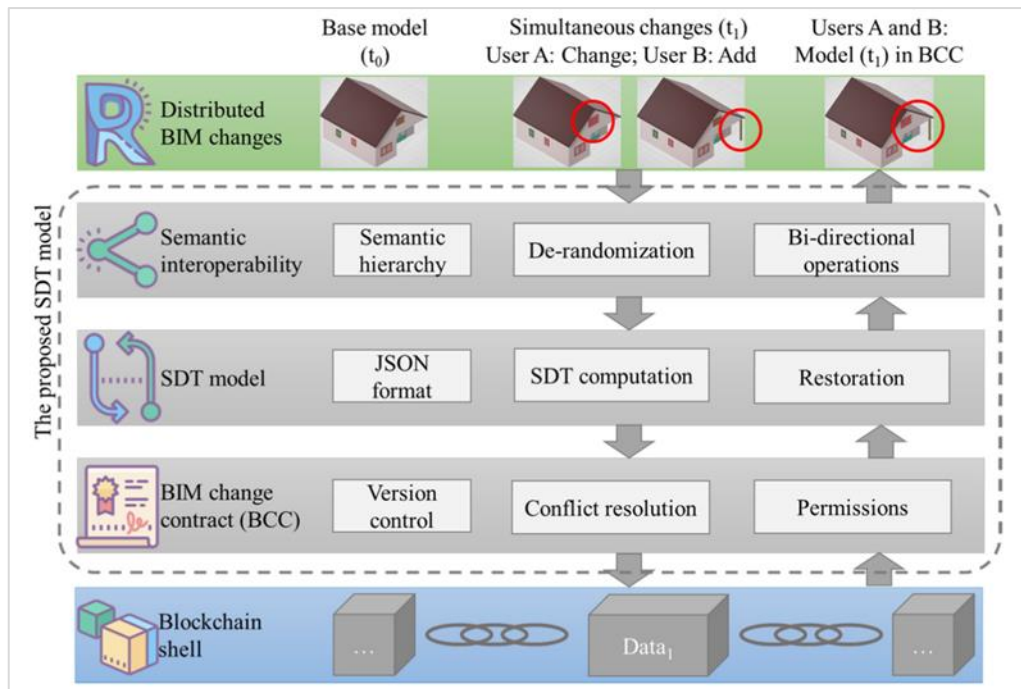 Base model
(t₀)
Simultaneous changes (t₁)
User A: Change; User B: Add
Users A and B:
Model (t₁) in BCC
Distributed
BIM changes
The proposed SDT model
Semantic
interoperability
Semantic
hierarchy
De-randomization
Bi-directional
operations
SDT model
JSON
format
SDT computation
Restoration
BIM change
contract (BCC)
Version
control
Conflict resolution
Permissions
Blockchain
shell
...
Data₁
...